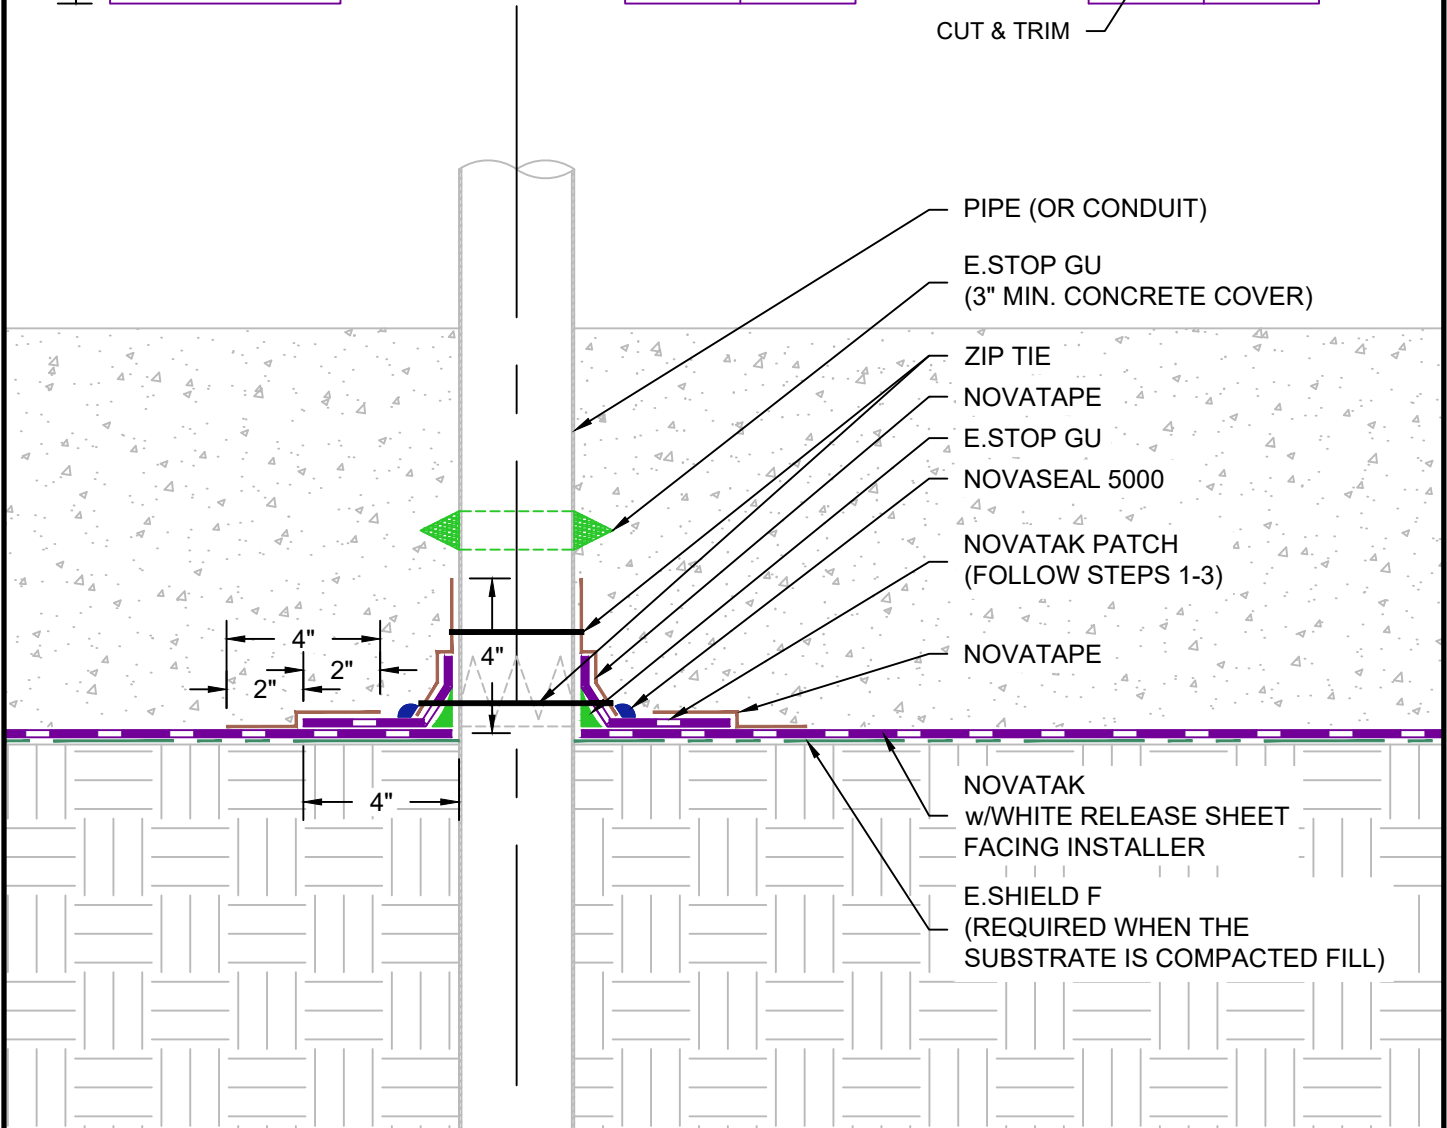 CUT & TRIM
PIPE (OR CONDUIT)
E.STOP GU
(3" MIN. CONCRETE COVER)
ZIP TIE
NOVATAPE
E.STOP GU
NOVASEAL 5000
NOVATAK PATCH
(FOLLOW STEPS 1-3)
4"
4"
2"
2"
NOVATAPE
4"
NOVATAK
w/WHITE RELEASE SHEET
FACING INSTALLER
E.SHIELD F
(REQUIRED WHEN THE
SUBSTRATE IS COMPACTED FILL)